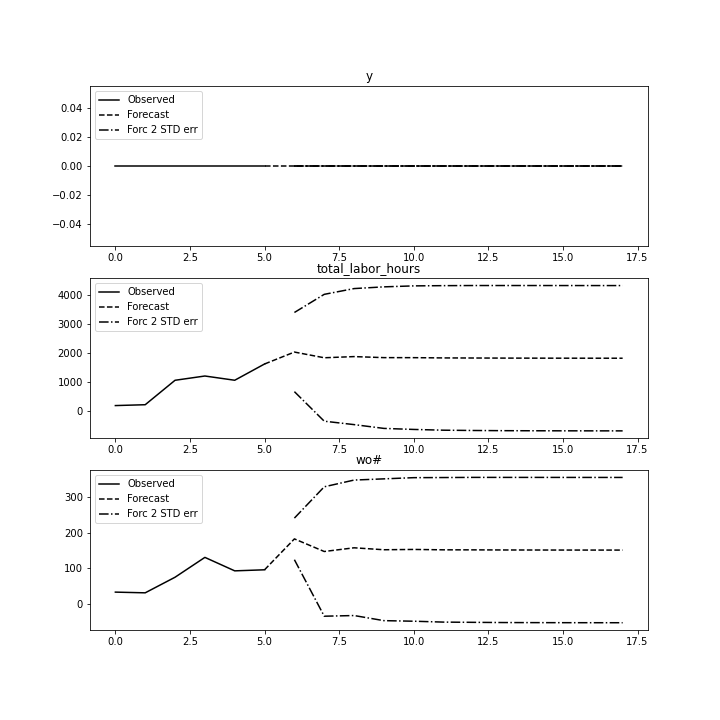 y
Observed
Forecast
Forc 2 STD err
0.04
0.02
0.00
−0.02
−0.04
0.0 2.5 5.0 7.5 10.0 12.5 15.0 17.5
total_labor_hours
Observed
Forecast
Forc 2 STD err
4000
3000
2000
1000
0
0.0 2.5 5.0 7.5 10.0 12.5 15.0 17.5
wo#
Observed
Forecast
Forc 2 STD err
300
200
100
0
0.0 2.5 5.0 7.5 10.0 12.5 15.0 17.5